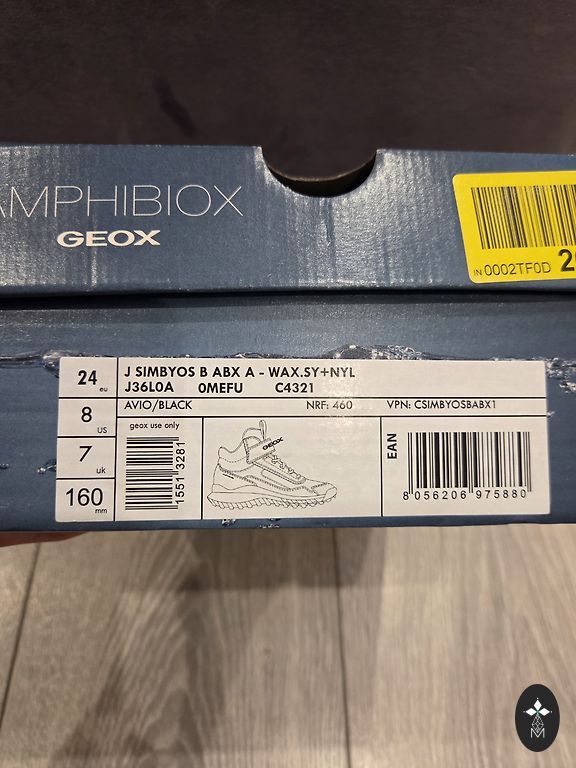 AMPHIBIOX
GEOX
IN 0002TF0D
24 eu
8 US
7 uk
160 mm
J SIMBYOS B ABX A - WAX.SY+NYL
J36L0A 0MEFU C4321
AVIO/BLACK NRF: 460 VPN: CSIMBYOSBABX1
geox use only
1551 3281
GEOX
EAN
8 056206 975880
M